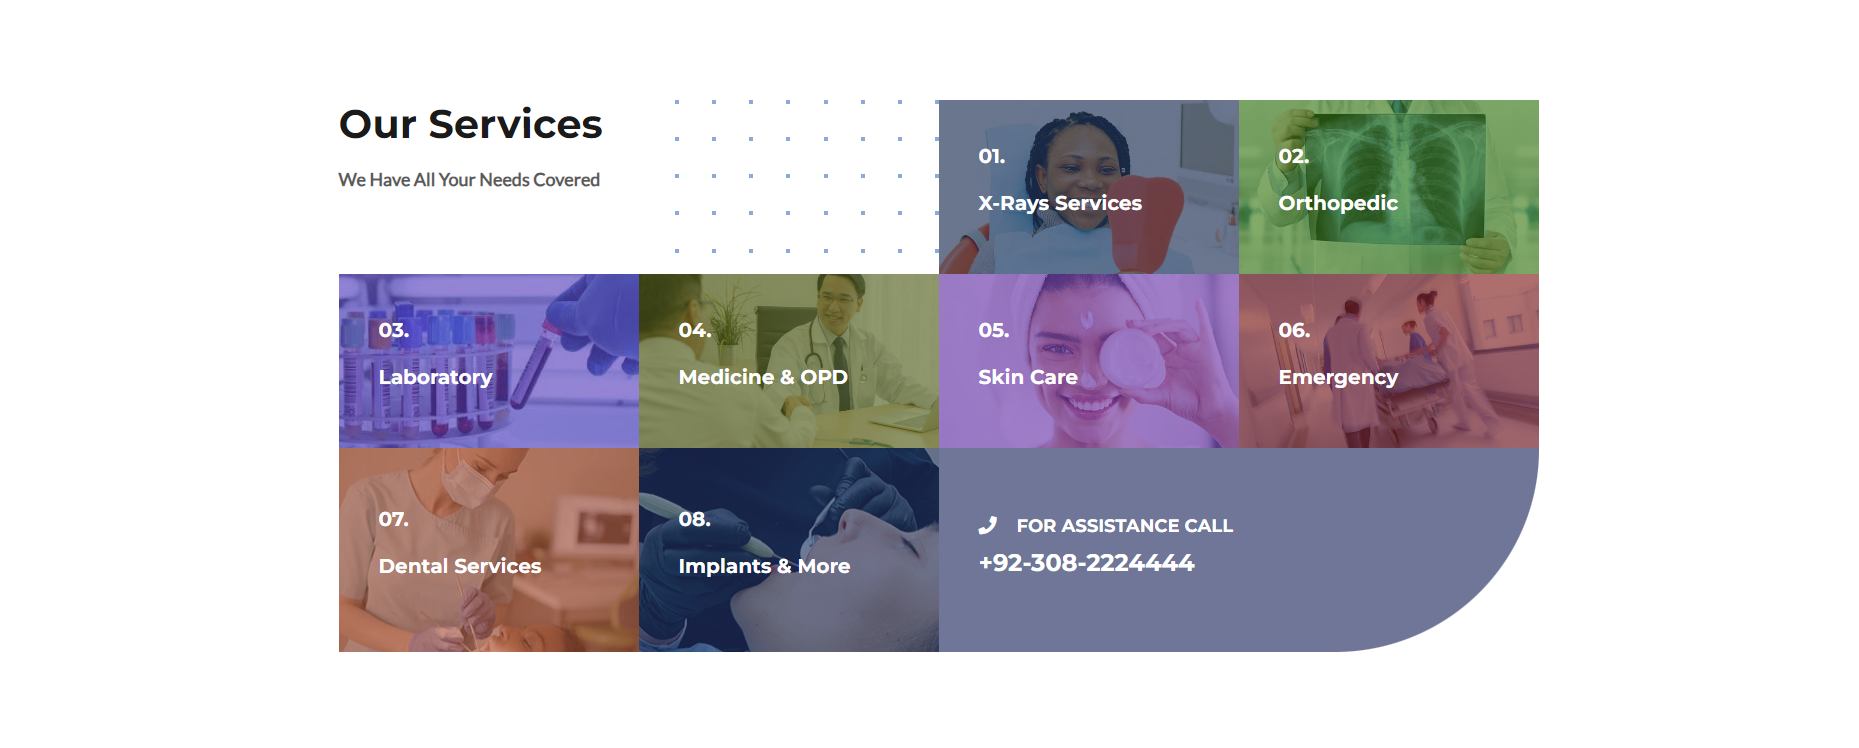 Our Services
We Have All Your Needs Covered
01.
X-Rays Services
02.
Orthopedic
03.
Laboratory
04.
Medicine & OPD
05.
Skin Care
06.
Emergency
07.
Dental Services
08.
Implants & More
FOR ASSISTANCE CALL
+92-308-2224444